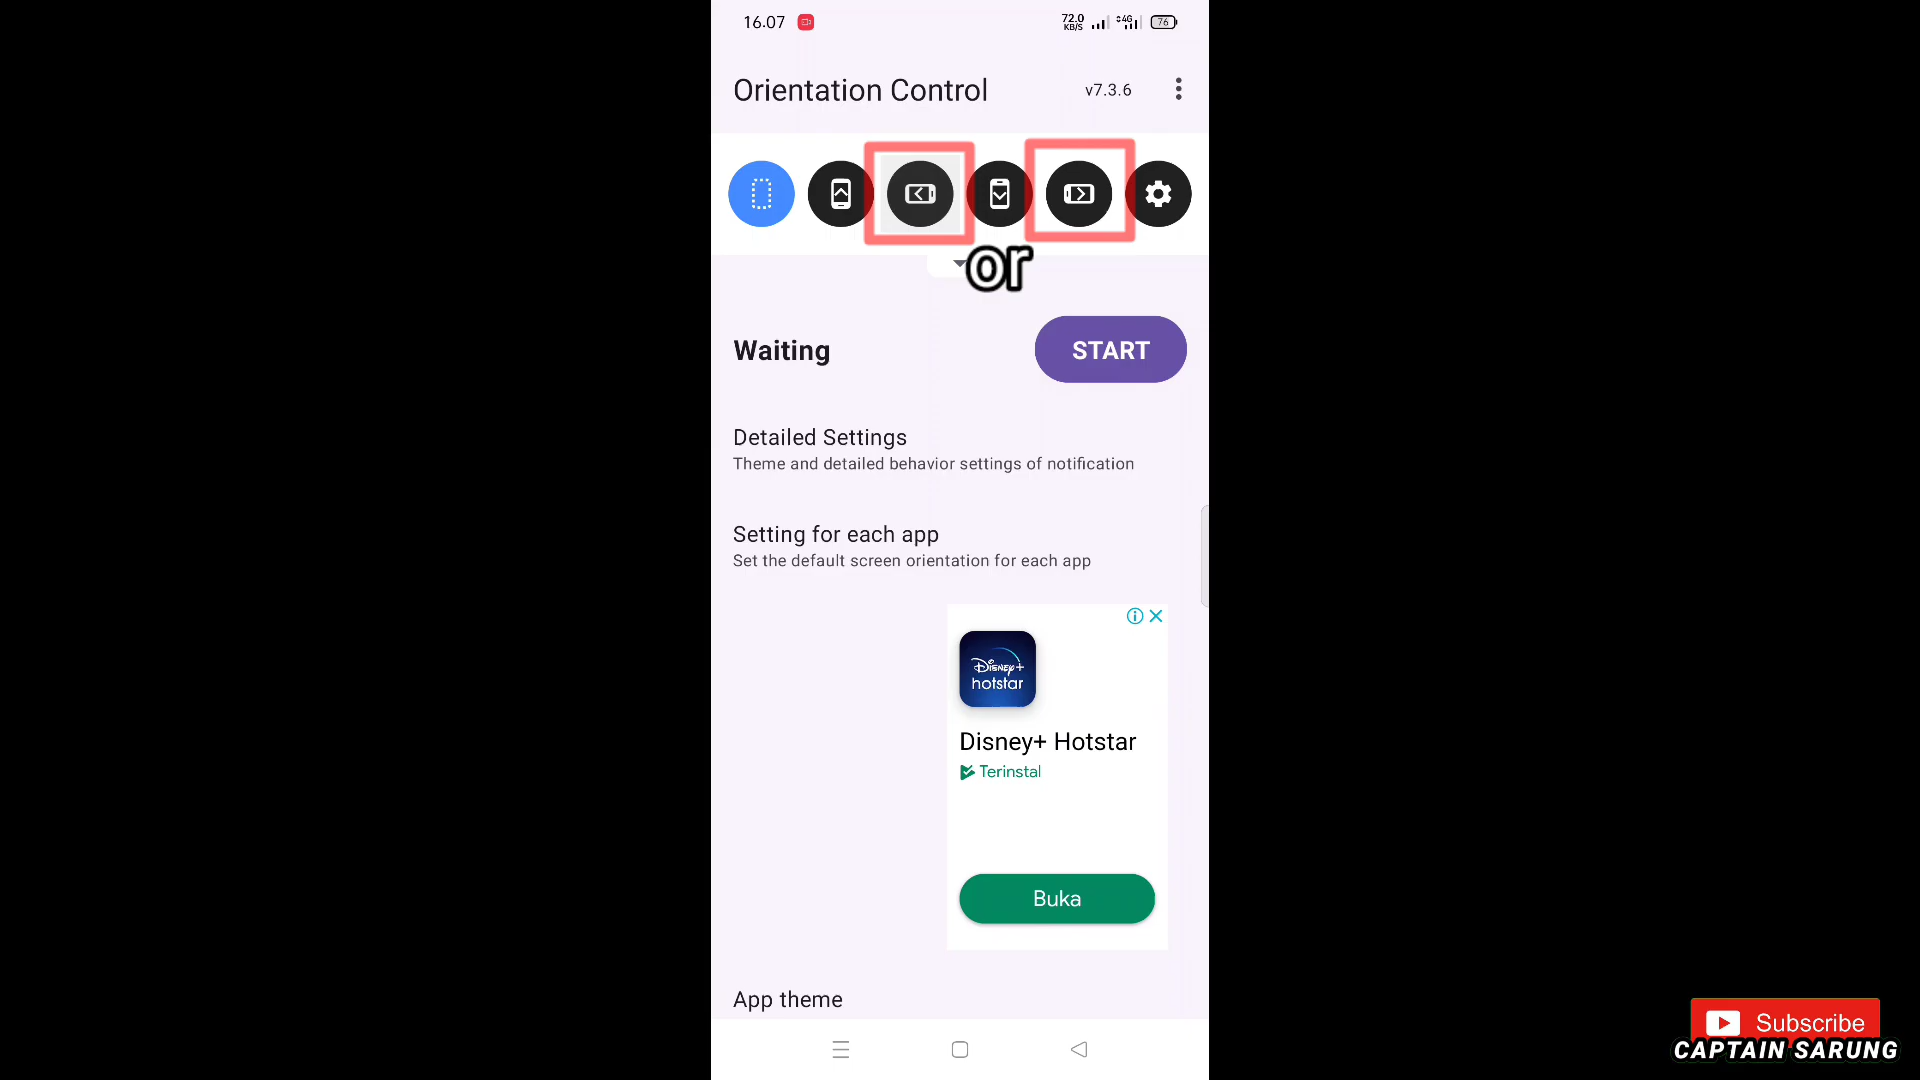 16.07
72.0
KB/S
4G
76
Orientation Control
v7.3.6
or
Waiting
START
Detailed Settings
Theme and detailed behavior settings of notification
Setting for each app
Set the default screen orientation for each app
Disney+
hotstar
Disney+ Hotstar
Terinstal
Buka
App theme
Subscribe
CAPTAIN SARUNG